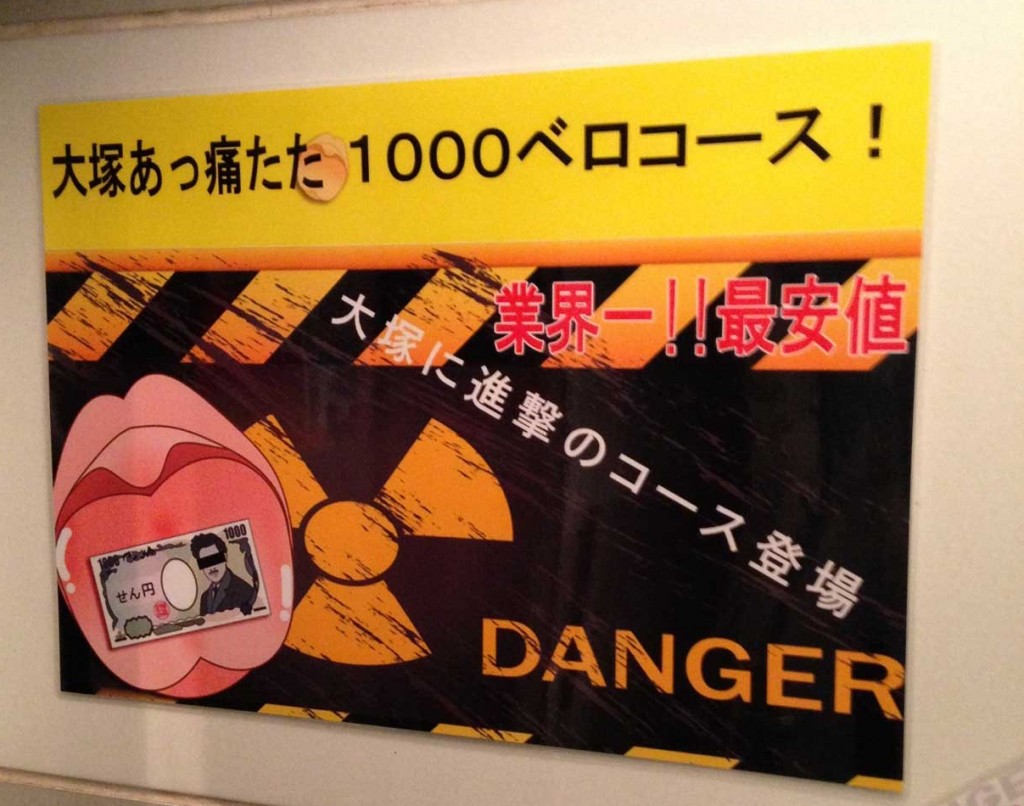 大塚あっ痛たた 1000ベロコース！
業界一!!最安値
大塚に進撃のコース登場
1000
1000
せん円
DANGER